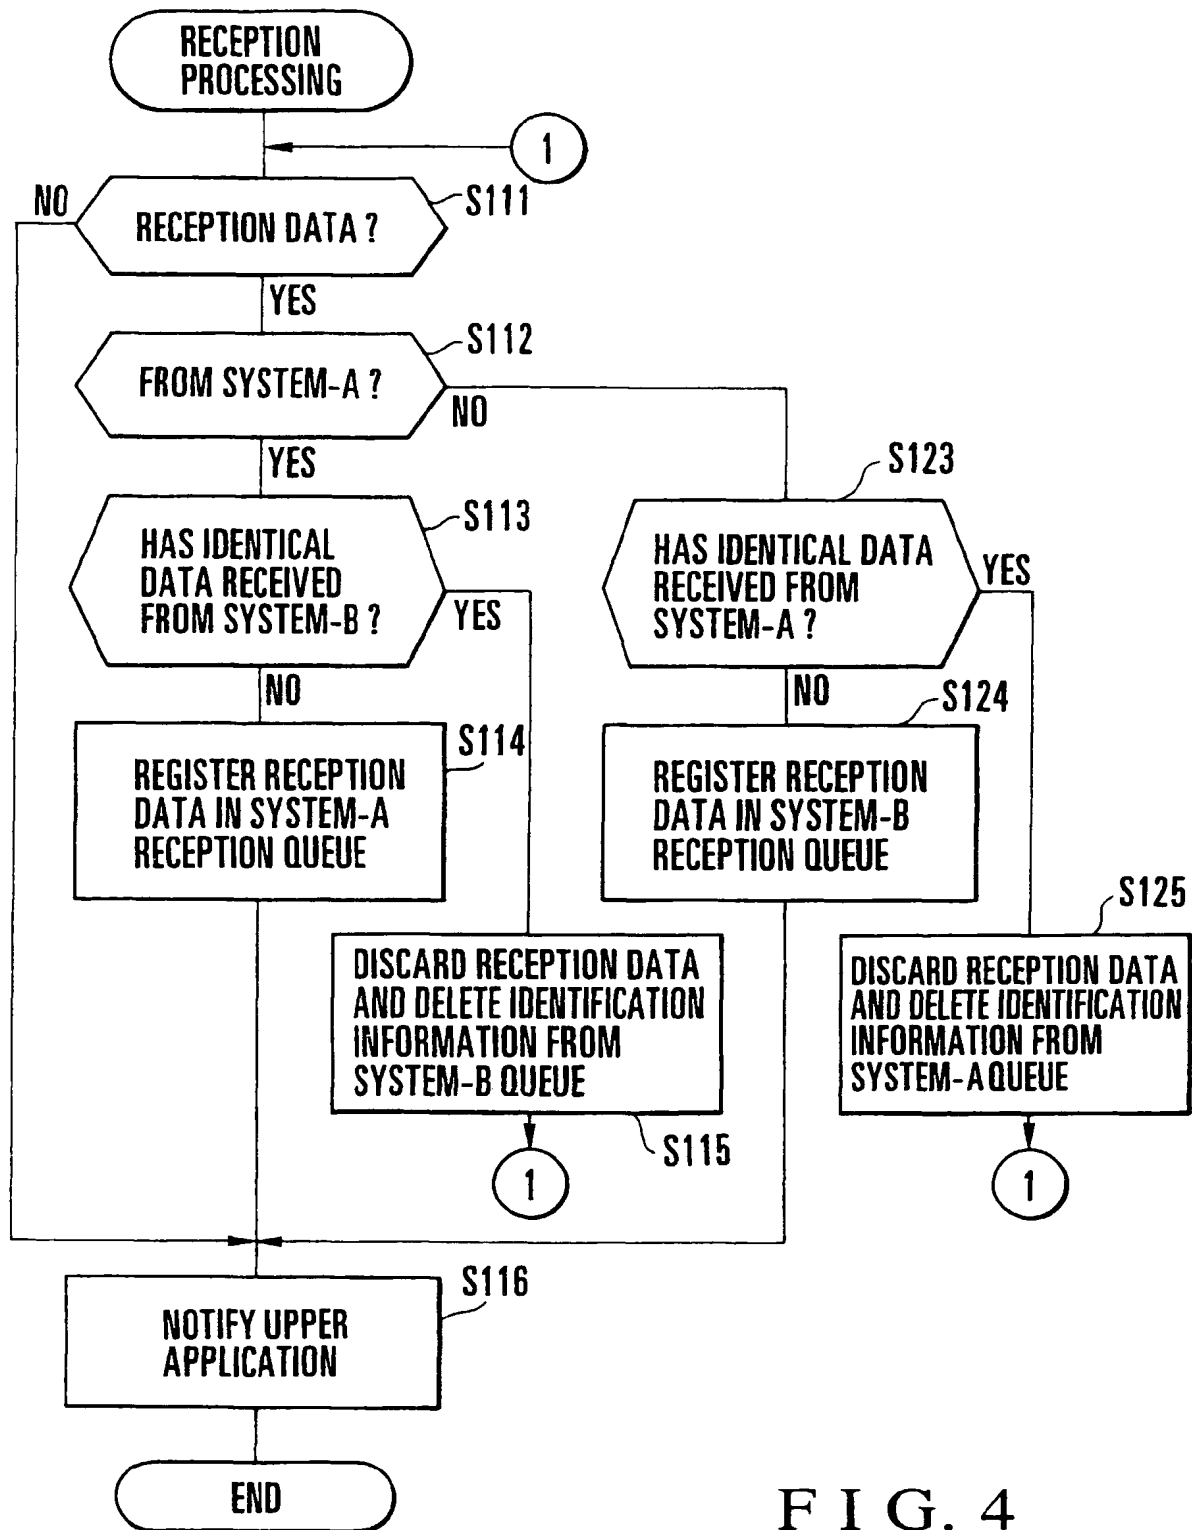 RECEPTION
PROCESSING
1
NO
RECEPTION DATA ?
S111
YES
S112
FROM SYSTEM-A ?
NO
YES
S113
HAS IDENTICAL
DATA RECEIVED
FROM SYSTEM-B ?
YES
NO
S123
HAS IDENTICAL DATA
RECEIVED FROM
SYSTEM-A ?
YES
NO
S114
REGISTER RECEPTION
DATA IN SYSTEM-A
RECEPTION QUEUE
S124
REGISTER RECEPTION
DATA IN SYSTEM-B
RECEPTION QUEUE
DISCARD RECEPTION DATA
AND DELETE IDENTIFICATION
INFORMATION FROM
SYSTEM-B QUEUE
S115
1
S125
DISCARD RECEPTION DATA
AND DELETE IDENTIFICATION
INFORMATION FROM
SYSTEM-A QUEUE
1
S116
NOTIFY UPPER
APPLICATION
END
FIG. 4